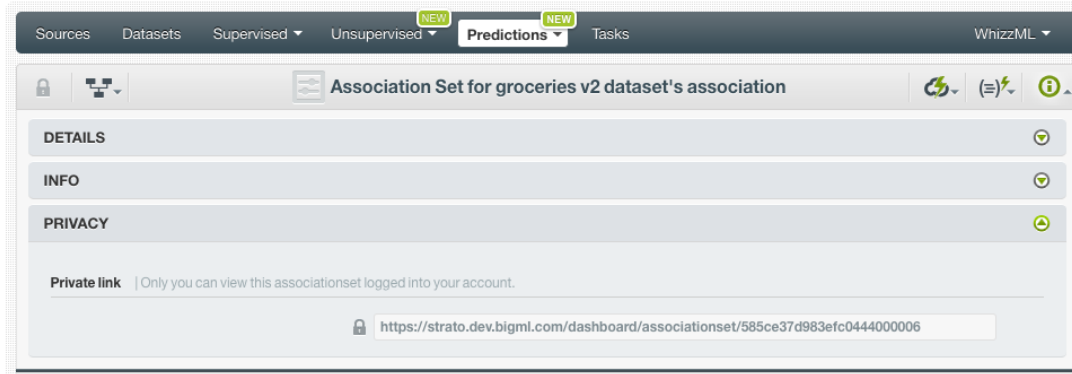 NEW NEW
Sources Datasets Supervised Unsupervised Predictions Tasks WhizzML
Association Set for groceries v2 dataset's association
DETAILS
INFO
PRIVACY
Private link | Only you can view this associationset logged into your account.
https://strato.dev.bigml.com/dashboard/associationset/585ce37d983efc0444000006